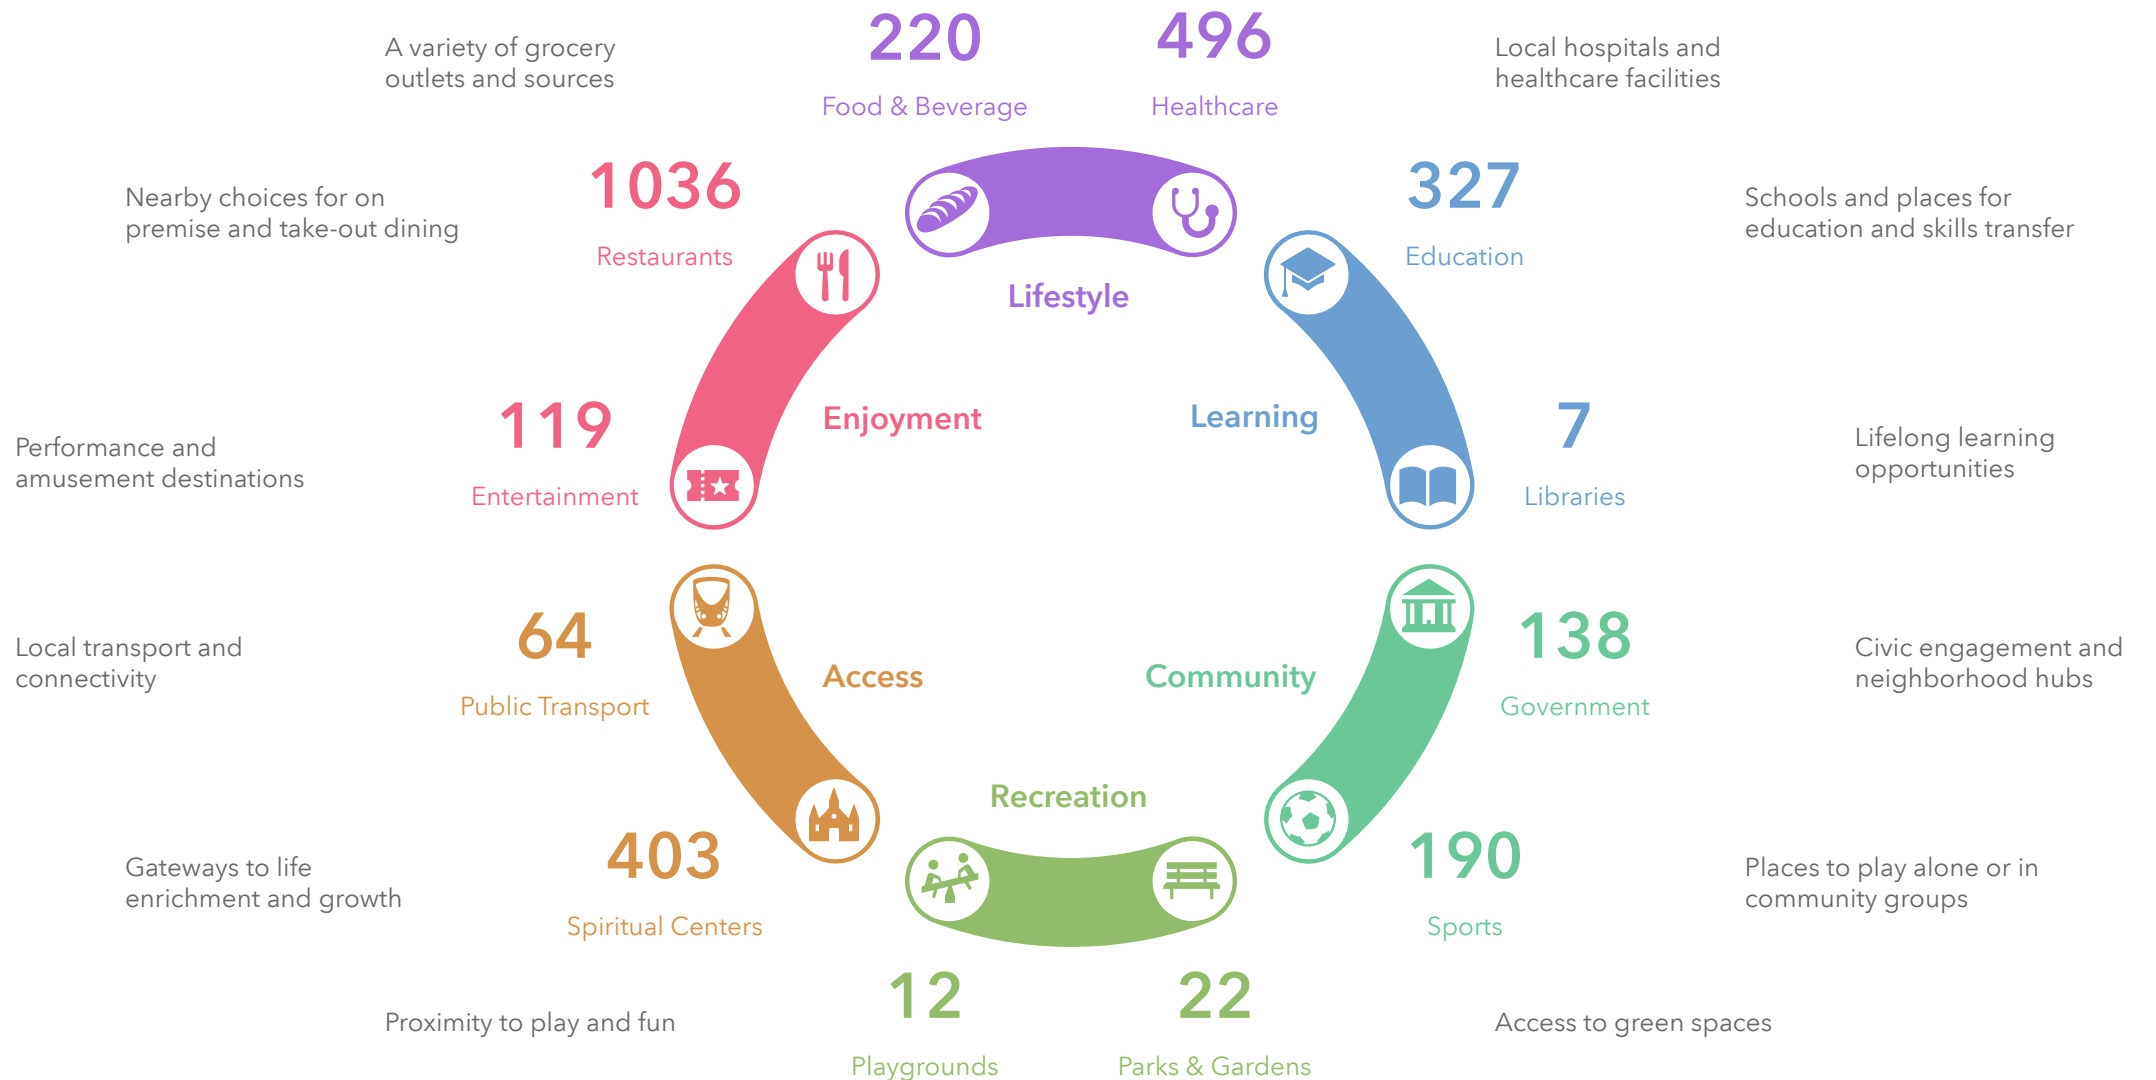 A variety of grocery
outlets and sources
220
Food & Beverage
496
Healthcare
Local hospitals and
healthcare facilities
Nearby choices for on
premise and take-out dining
1036
Restaurants
327
Education
Schools and places for
education and skills transfer
Lifestyle
Performance and
amusement destinations
119
Entertainment
Enjoyment
Learning
7
Libraries
Lifelong learning
opportunities
Local transport and
connectivity
64
Public Transport
Access
Community
138
Government
Civic engagement and
neighborhood hubs
Recreation
Gateways to life
enrichment and growth
403
Spiritual Centers
190
Sports
Places to play alone or in
community groups
Proximity to play and fun
12
Playgrounds
22
Parks & Gardens
Access to green spaces